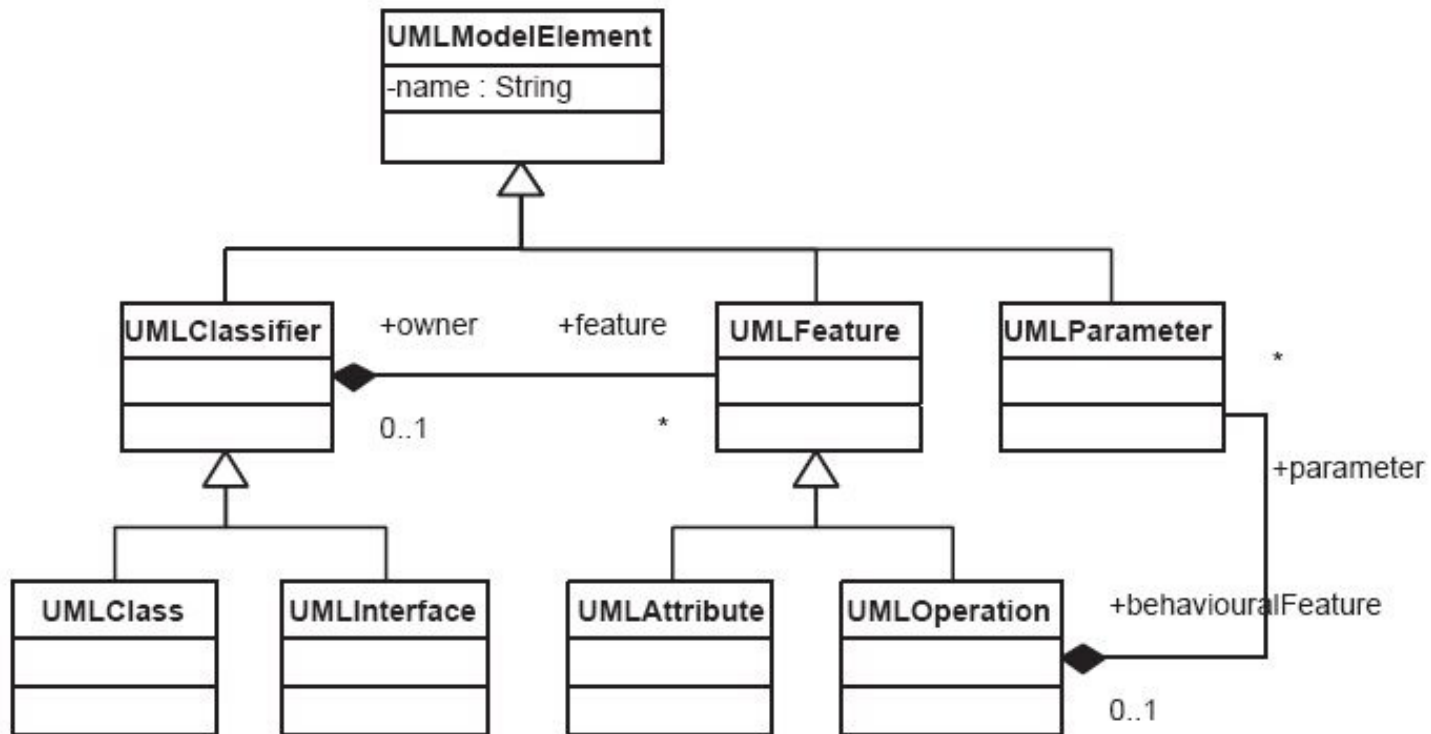 UMLModelElement
-name : String
UMLClassifier
+owner
+feature
0..1
*
UMLFeature
UMLParameter
*
+parameter
UMLClass
UMLInterface
UMLAttribute
UMLOperation
+behaviouralFeature
0..1